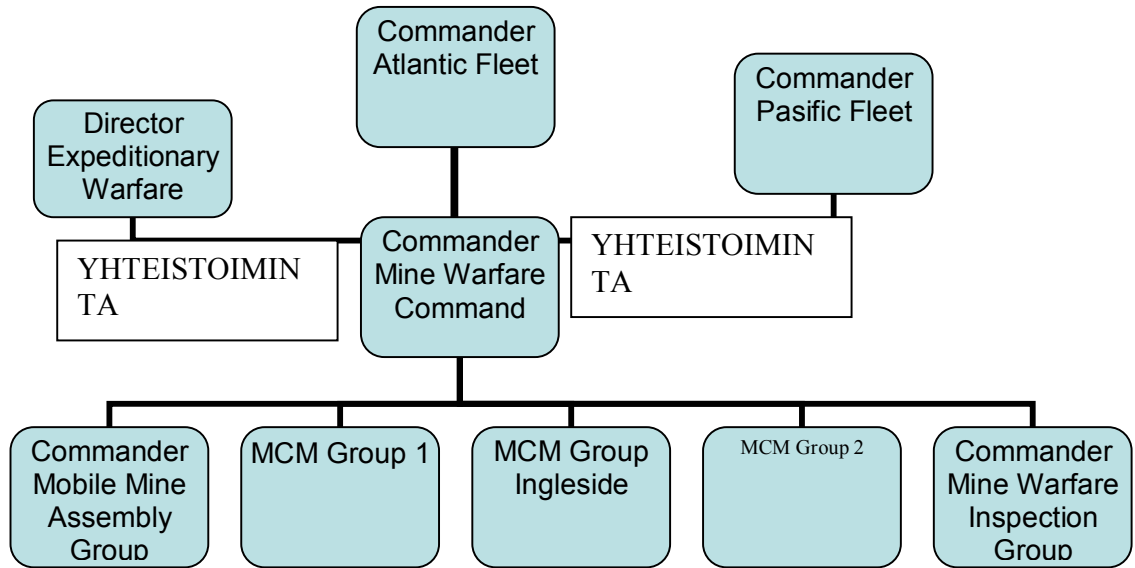 Commander
Atlantic Fleet
Commander
Pasific Fleet
Director
Expeditionary
Warfare
YHTEISTOIMIN
TA
Commander
Mine Warfare
Command
YHTEISTOIMIN
TA
Commander
Mobile Mine
Assembly
Group
MCM Group 1
MCM Group
Ingleside
MCM Group 2
Commander
Mine Warfare
Inspection
Group